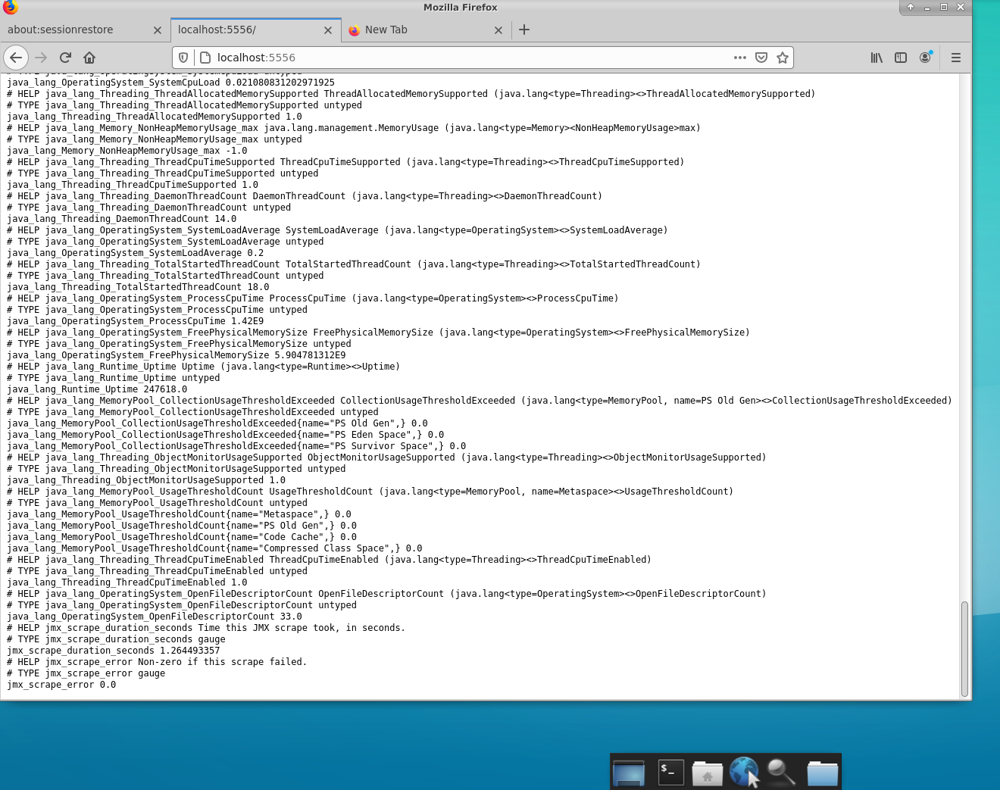 Mozilla Firefox
about:sessionrestore
localhost:5556/
New Tab
localhost:5556
java_lang_OperatingSystem_SystemCpuLoad 0.021080831202971925
# HELP java_lang_Threading_ThreadAllocatedMemorySupported ThreadAllocatedMemorySupported (java.lang<type=Threading><>ThreadAllocatedMemorySupported)
# TYPE java_lang_Threading_ThreadAllocatedMemorySupported untyped
java_lang_Threading_ThreadAllocatedMemorySupported 1.0
# HELP java_lang_Memory_NonHeapMemoryUsage_max java.lang.management.MemoryUsage (java.lang<type=Memory><NonHeapMemoryUsage>max)
# TYPE java_lang_Memory_NonHeapMemoryUsage_max untyped
java_lang_Memory_NonHeapMemoryUsage_max -1.0
# HELP java_lang_Threading_ThreadCpuTimeSupported ThreadCpuTimeSupported (java.lang<type=Threading><>ThreadCpuTimeSupported)
# TYPE java_lang_Threading_ThreadCpuTimeSupported untyped
java_lang_Threading_ThreadCpuTimeSupported 1.0
# HELP java_lang_Threading_DaemonThreadCount DaemonThreadCount (java.lang<type=Threading><>DaemonThreadCount)
# TYPE java_lang_Threading_DaemonThreadCount untyped
java_lang_Threading_DaemonThreadCount 14.0
# HELP java_lang_OperatingSystem_SystemLoadAverage SystemLoadAverage (java.lang<type=OperatingSystem><>SystemLoadAverage)
# TYPE java_lang_OperatingSystem_SystemLoadAverage untyped
java_lang_OperatingSystem_SystemLoadAverage 0.2
# HELP java_lang_Threading_TotalStartedThreadCount TotalStartedThreadCount (java.lang<type=Threading><>TotalStartedThreadCount)
# TYPE java_lang_Threading_TotalStartedThreadCount untyped
java_lang_Threading_TotalStartedThreadCount 18.0
# HELP java_lang_OperatingSystem_ProcessCpuTime ProcessCpuTime (java.lang<type=OperatingSystem><>ProcessCpuTime)
# TYPE java_lang_OperatingSystem_ProcessCpuTime untyped
java_lang_OperatingSystem_ProcessCpuTime 1.42E9
# HELP java_lang_OperatingSystem_FreePhysicalMemorySize FreePhysicalMemorySize (java.lang<type=OperatingSystem><>FreePhysicalMemorySize)
# TYPE java_lang_OperatingSystem_FreePhysicalMemorySize untyped
java_lang_OperatingSystem_FreePhysicalMemorySize 5.904781312E9
# HELP java_lang_Runtime_Uptime Uptime (java.lang<type=Runtime><>Uptime)
# TYPE java_lang_Runtime_Uptime untyped
java_lang_Runtime_Uptime 247618.0
# HELP java_lang_MemoryPool_CollectionUsageThresholdExceeded CollectionUsageThresholdExceeded (java.lang<type=MemoryPool, name=PS Old Gen><>CollectionUsageThresholdExceeded)
# TYPE java_lang_MemoryPool_CollectionUsageThresholdExceeded untyped
java_lang_MemoryPool_CollectionUsageThresholdExceeded{name="PS Old Gen",} 0.0
java_lang_MemoryPool_CollectionUsageThresholdExceeded{name="PS Eden Space",} 0.0
java_lang_MemoryPool_CollectionUsageThresholdExceeded{name="PS Survivor Space",} 0.0
# HELP java_lang_Threading_ObjectMonitorUsageSupported ObjectMonitorUsageSupported (java.lang<type=Threading><>ObjectMonitorUsageSupported)
# TYPE java_lang_Threading_ObjectMonitorUsageSupported untyped
java_lang_Threading_ObjectMonitorUsageSupported 1.0
# HELP java_lang_MemoryPool_UsageThresholdCount UsageThresholdCount (java.lang<type=MemoryPool, name=Metaspace><>UsageThresholdCount)
# TYPE java_lang_MemoryPool_UsageThresholdCount untyped
java_lang_MemoryPool_UsageThresholdCount{name="Metaspace",} 0.0
java_lang_MemoryPool_UsageThresholdCount{name="PS Old Gen",} 0.0
java_lang_MemoryPool_UsageThresholdCount{name="Code Cache",} 0.0
java_lang_MemoryPool_UsageThresholdCount{name="Compressed Class Space",} 0.0
# HELP java_lang_Threading_ThreadCpuTimeEnabled ThreadCpuTimeEnabled (java.lang<type=Threading><>ThreadCpuTimeEnabled)
# TYPE java_lang_Threading_ThreadCpuTimeEnabled untyped
java_lang_Threading_ThreadCpuTimeEnabled 1.0
# HELP java_lang_OperatingSystem_OpenFileDescriptorCount OpenFileDescriptorCount (java.lang<type=OperatingSystem><>OpenFileDescriptorCount)
# TYPE java_lang_OperatingSystem_OpenFileDescriptorCount untyped
java_lang_OperatingSystem_OpenFileDescriptorCount 33.0
# HELP jmx_scrape_duration_seconds Time this JMX scrape took, in seconds.
# TYPE jmx_scrape_duration_seconds gauge
jmx_scrape_duration_seconds 1.264493357
# HELP jmx_scrape_error Non-zero if this scrape failed.
# TYPE jmx_scrape_error gauge
jmx_scrape_error 0.0
$_